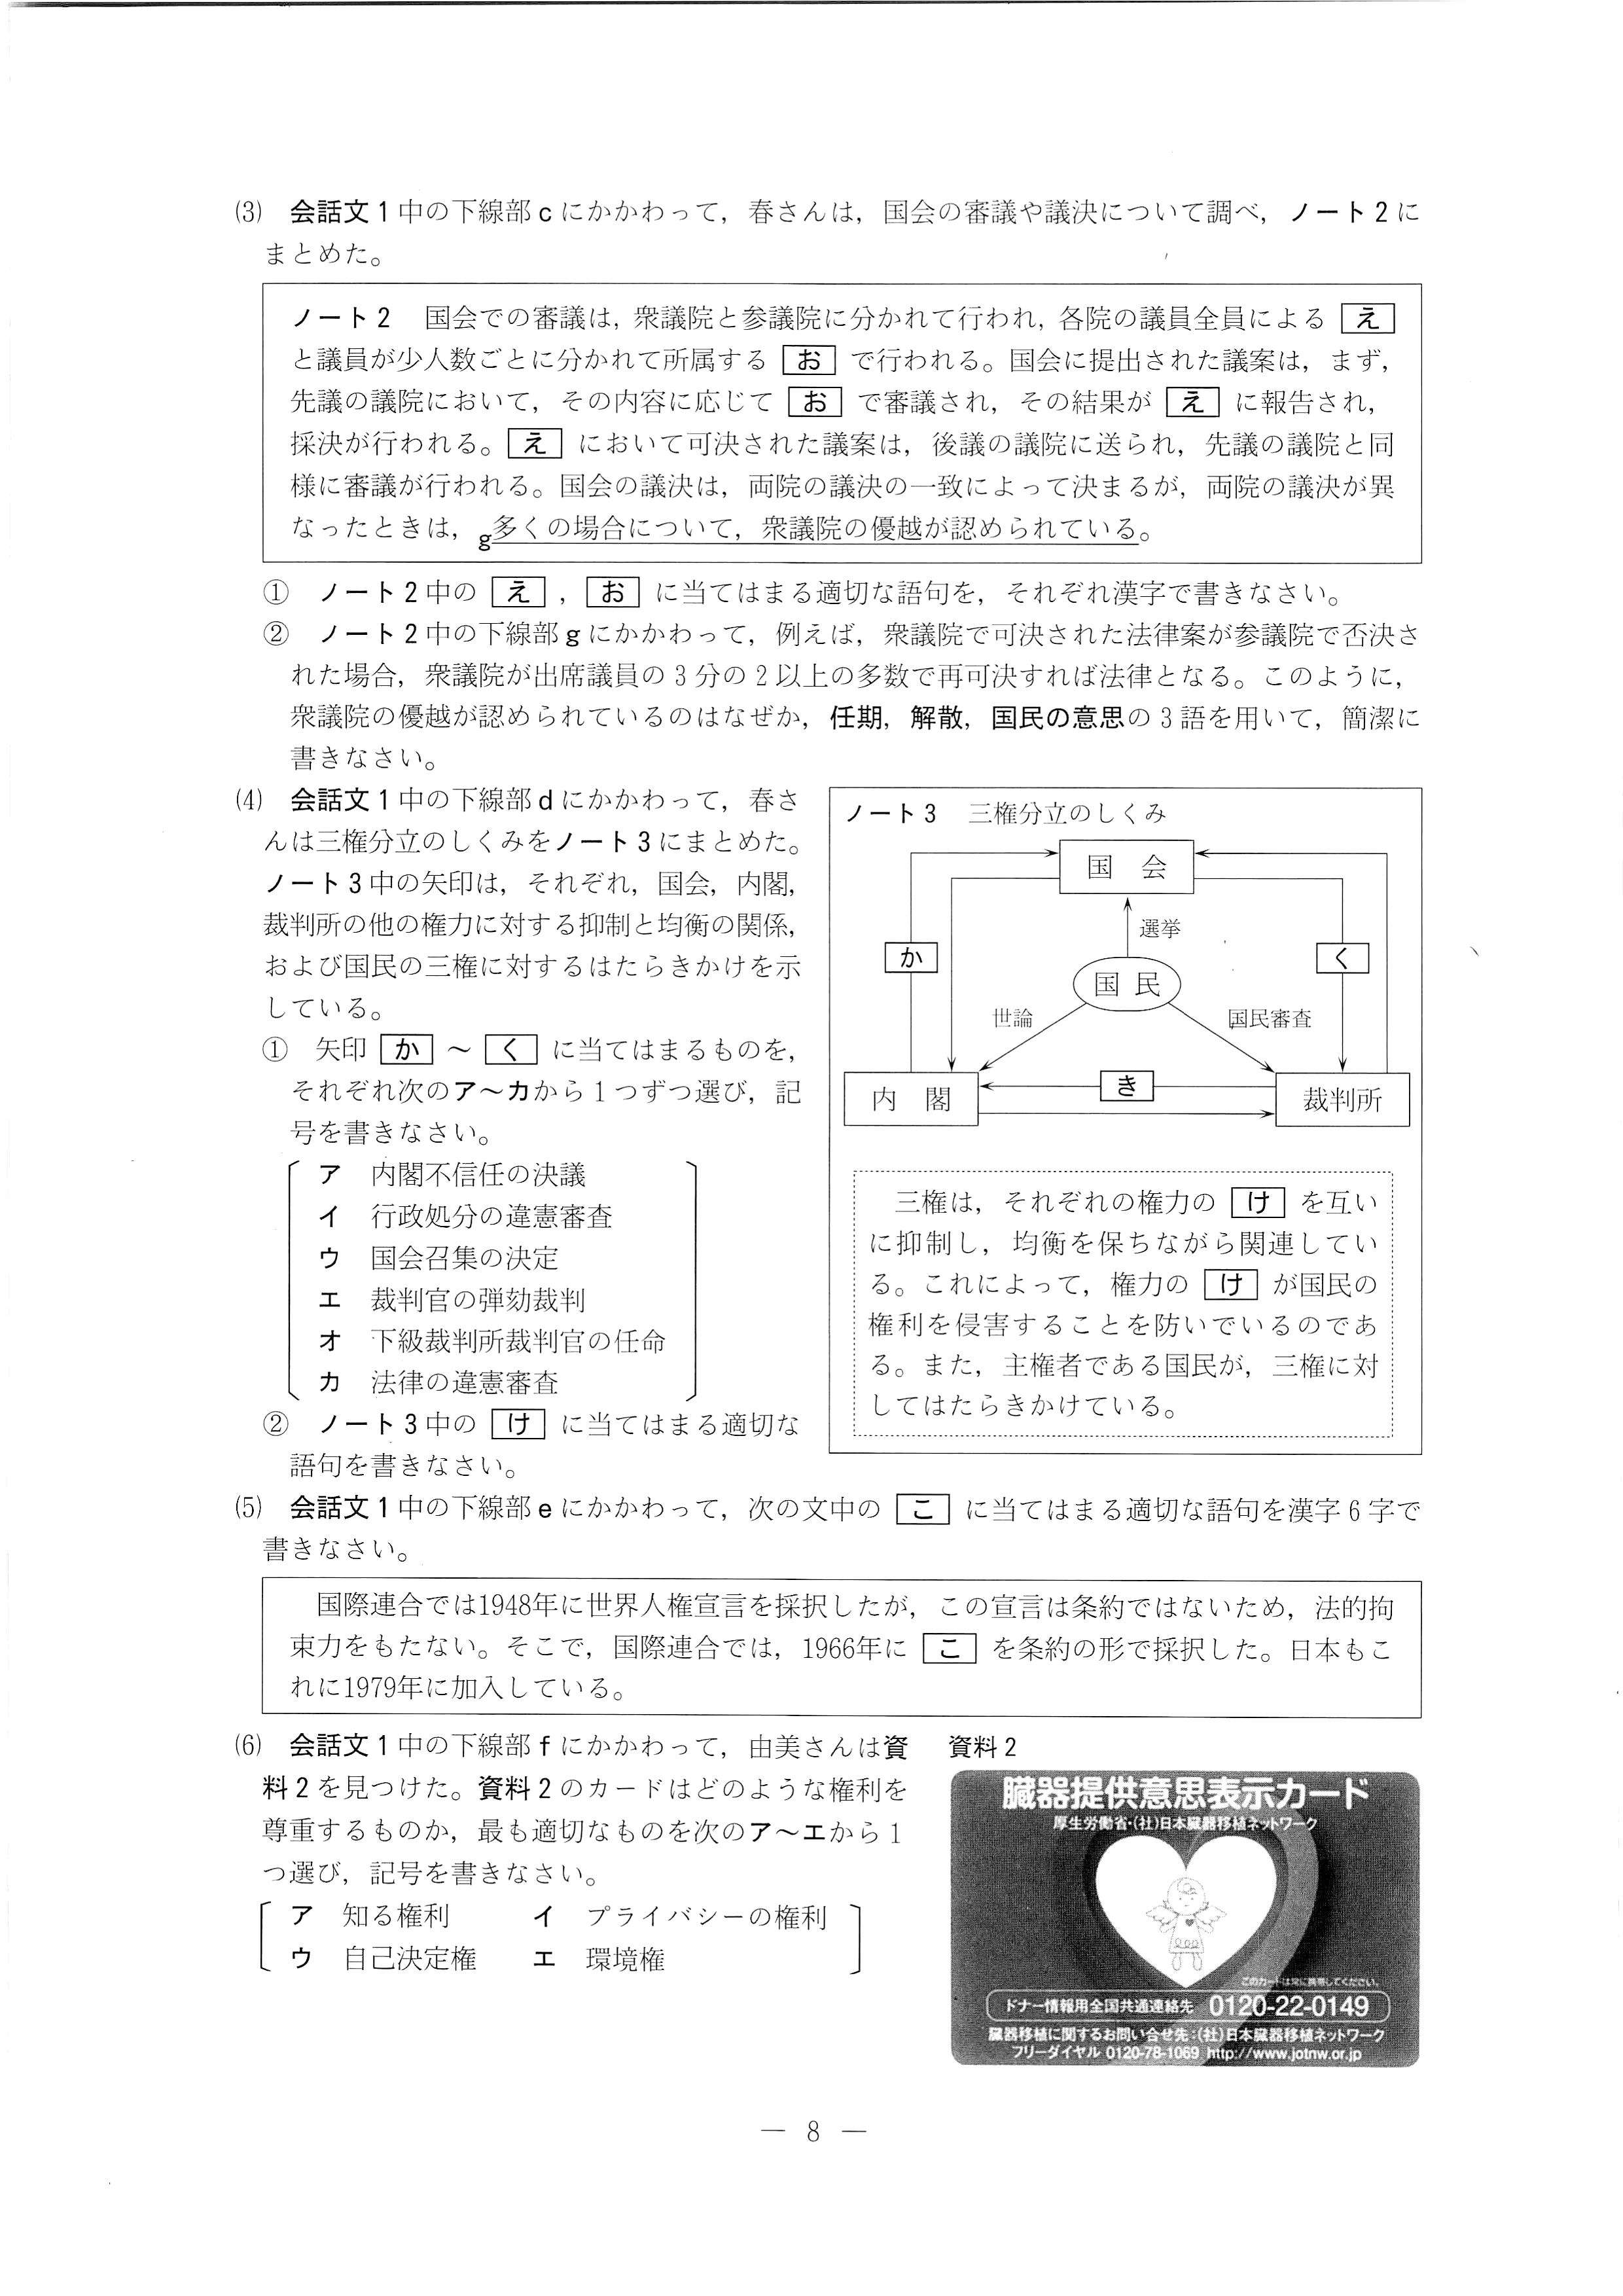 (3)　会話文1中の下線部cにかかわって，春さんは，国会の審議や議決について調べ，ノート2に
まとめた。
ノート2　国会での審議は，衆議院と参議院に分かれて行われ，各院の議員全員による え
と議員が少人数ごとに分かれて所属する お で行われる。国会に提出された議案は，まず，
先議の議院において，その内容に応じて お で審議され，その結果が え に報告され，
採決が行われる。 え において可決された議案は，後議の議院に送られ，先議の議院と同
様に審議が行われる。国会の議決は，両院の議決の一致によって決まるが，両院の議決が異
なったときは，g多くの場合について，衆議院の優越が認められている。
①　ノート2中の え ， お に当てはまる適切な語句を，それぞれ漢字で書きなさい。
②　ノート2中の下線部gにかかわって，例えば，衆議院で可決された法律案が参議院で否決さ
れた場合，衆議院が出席議員の3分の2以上の多数で再可決すれば法律となる。このように，
衆議院の優越が認められているのはなぜか，任期，解散，国民の意思の3語を用いて，簡潔に
書きなさい。
(4)　会話文1中の下線部dにかかわって，春さ
んは三権分立のしくみをノート3にまとめた。
ノート3中の矢印は，それぞれ，国会，内閣，
裁判所の他の権力に対する抑制と均衡の関係，
および国民の三権に対するはたらきかけを示
している。
①　矢印 か ～ く に当てはまるものを，
それぞれ次のア～カから1つずつ選び，記
号を書きなさい。
ア　内閣不信任の決議
イ　行政処分の違憲審査
ウ　国会召集の決定
エ　裁判官の弾劾裁判
オ　下級裁判所裁判官の任命
カ　法律の違憲審査
②　ノート3中の け に当てはまる適切な
語句を書きなさい。
ノート3　三権分立のしくみ
国　会
選挙
か
く
国　民
世論
国民審査
内　閣
き
裁判所
三権は，それぞれの権力の け を互い
に抑制し，均衡を保ちながら関連してい
る。これによって，権力の け が国民の
権利を侵害することを防いでいるのであ
る。また，主権者である国民が，三権に対
してはたらきかけている。
(5)　会話文1中の下線部eにかかわって，次の文中の こ に当てはまる適切な語句を漢字6字で
書きなさい。
国際連合では1948年に世界人権宣言を採択したが，この宣言は条約ではないため，法的拘
束力をもたない。そこで，国際連合では，1966年に こ を条約の形で採択した。日本もこ
れに1979年に加入している。
(6)　会話文1中の下線部fにかかわって，由美さんは資
料2を見つけた。資料2のカードはどのような権利を
尊重するものか，最も適切なものを次のア～エから1
つ選び，記号を書きなさい。
ア　知る権利　イ　プライバシーの権利
ウ　自己決定権　エ　環境権
資料2
臓器提供意思表示カード
厚生労働省・(社)日本臓器移植ネットワーク
このカードは常に携帯してください。
ドナー情報用全国共通連絡先 0120-22-0149
臓器移植に関するお問い合せ先：(社)日本臓器移植ネットワーク
フリーダイヤル 0120-78-1069 http://www.jotnw.or.jp
— 8 —